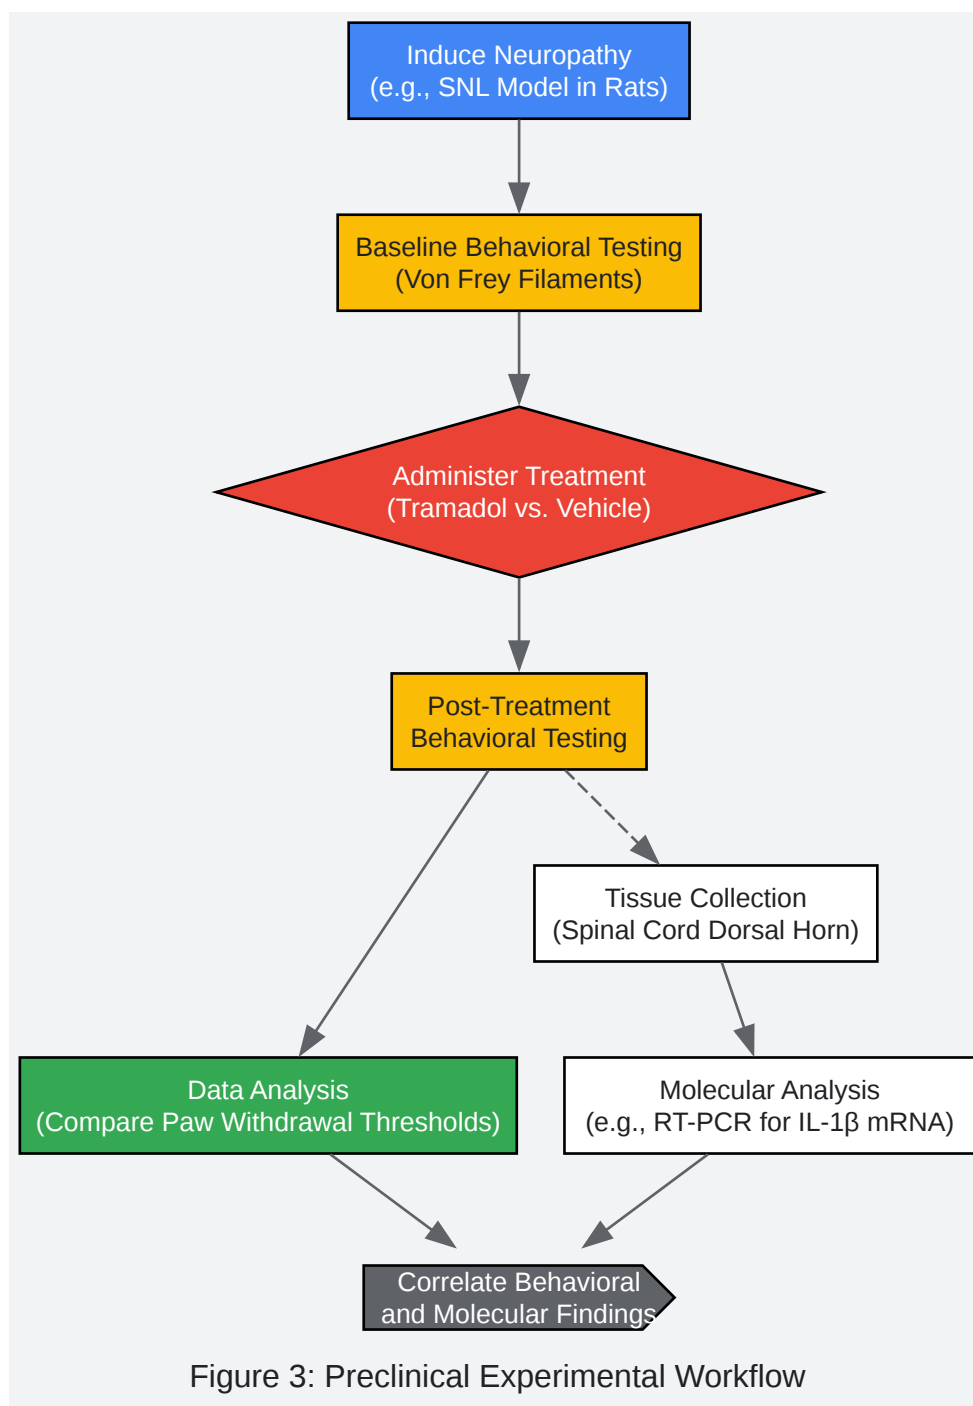 Induce Neuropathy
(e.g., SNL Model in Rats)
Baseline Behavioral Testing
(Von Frey Filaments)
Administer Treatment
(Tramadol vs. Vehicle)
Post-Treatment
Behavioral Testing
Tissue Collection
(Spinal Cord Dorsal Horn)
Data Analysis
(Compare Paw Withdrawal Thresholds)
Molecular Analysis
(e.g., RT-PCR for IL-1β mRNA)
Correlate Behavioral
and Molecular Findings
Figure 3: Preclinical Experimental Workflow